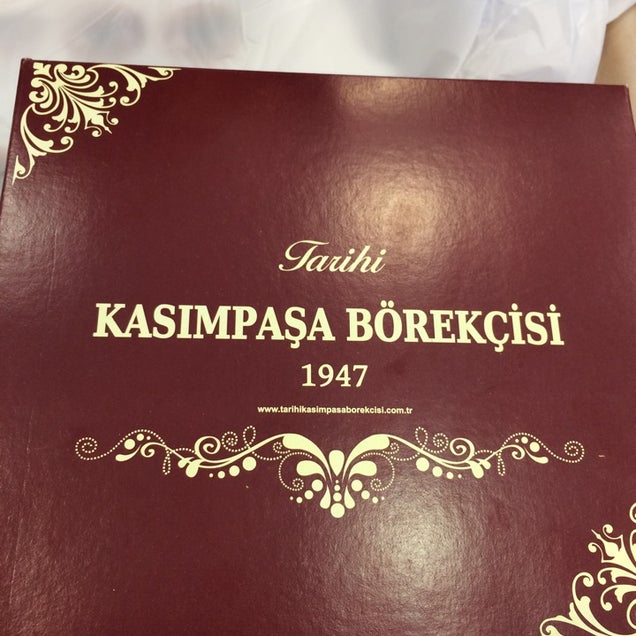 Tarihi
KASIMPAŞA BÖREKÇİSİ
1947
www.tarihikasimpasaborekcisi.com.tr